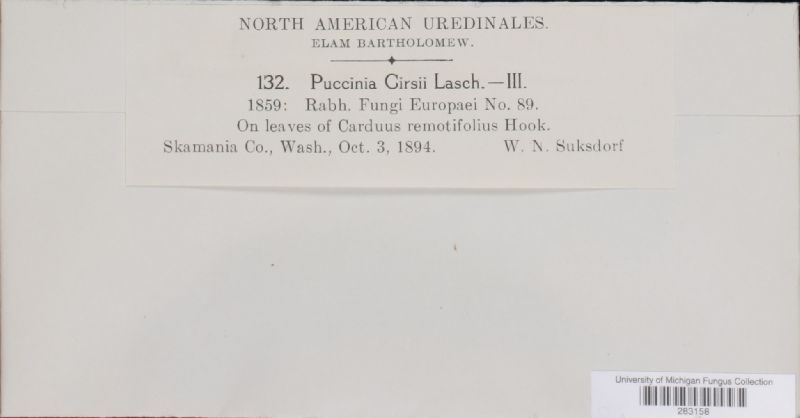 NORTH AMERICAN UREDINALES.
ELAM BARTHOLOMEW.
132. Puccinia Cirsii Lasch.—III.
1859: Rabh. Fungi Europaei No. 89.
On leaves of Carduus remotifolius Hook.
Skamania Co., Wash., Oct. 3, 1894. W. N. Suksdorf
University of Michigan Fungus Collection
263158